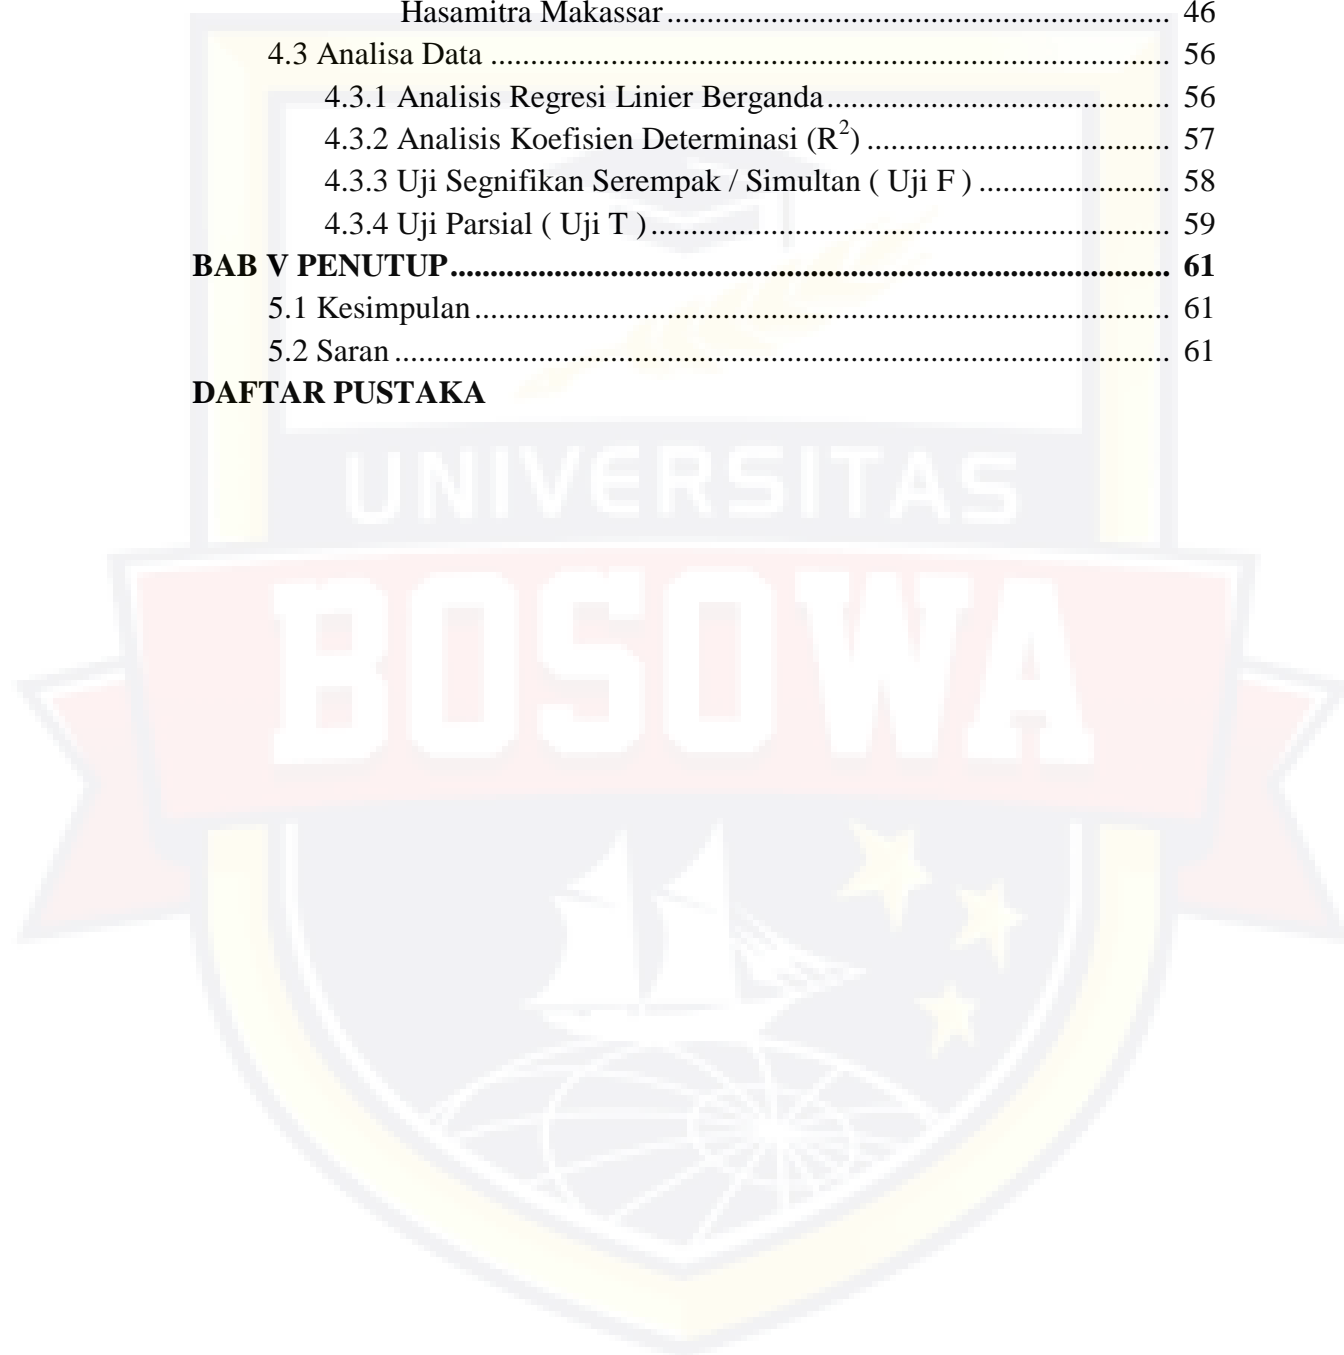 Hasamitra Makassar........................................................................ 46
4.3 Analisa Data ........................................................................ 56
4.3.1 Analisis Regresi Linier Berganda........................................................................ 56
4.3.2 Analisis Koefisien Determinasi (R²) ........................................................................ 57
4.3.3 Uji Segnifikan Serempak / Simultan ( Uji F ) ........................................................................ 58
4.3.4 Uji Parsial ( Uji T )........................................................................ 59
BAB V PENUTUP........................................................................ 61
5.1 Kesimpulan........................................................................ 61
5.2 Saran ........................................................................ 61
DAFTAR PUSTAKA
UNIVERSITAS
BOSOWA